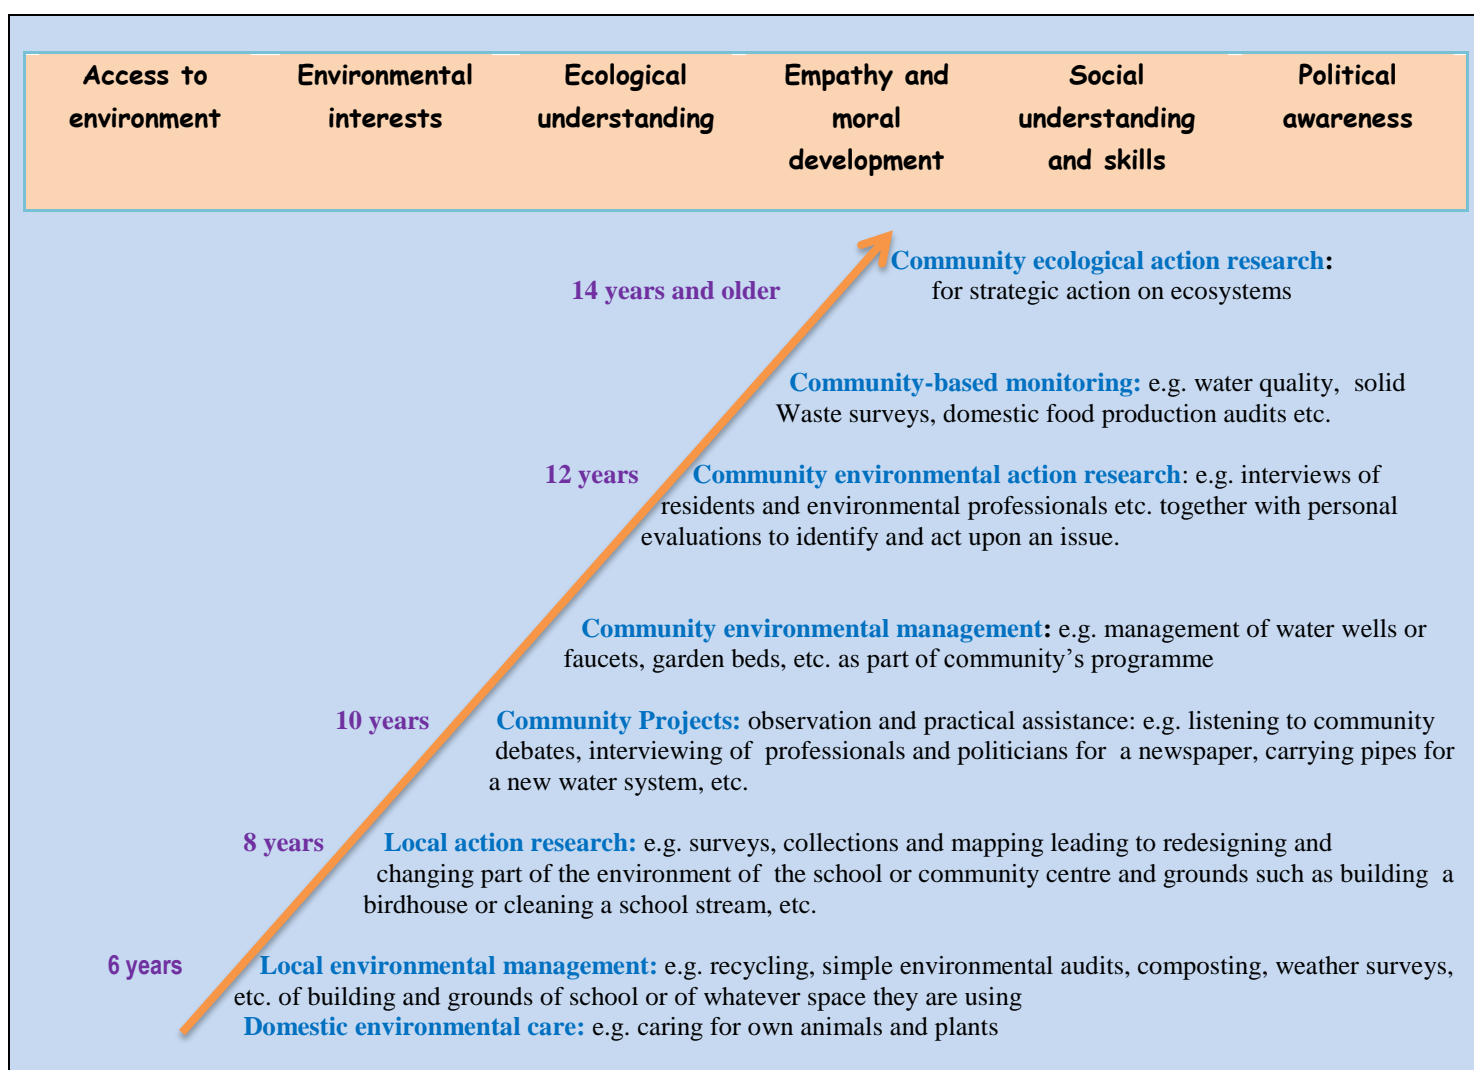 Access to
environment
Environmental
interests
Ecological
understanding
Empathy and
moral
development
Social
understanding
and skills
Political
awareness
Community ecological action research:
14 years and older
for strategic action on ecosystems
Community-based monitoring: e.g. water quality, solid
Waste surveys, domestic food production audits etc.
12 years
Community environmental action research: e.g. interviews of
residents and environmental professionals etc. together with personal
evaluations to identify and act upon an issue.
Community environmental management: e.g. management of water wells or
faucets, garden beds, etc. as part of community’s programme
10 years
Community Projects: observation and practical assistance: e.g. listening to community
debates, interviewing of professionals and politicians for a newspaper, carrying pipes for
a new water system, etc.
8 years
Local action research: e.g. surveys, collections and mapping leading to redesigning and
changing part of the environment of the school or community centre and grounds such as building a
birdhouse or cleaning a school stream, etc.
6 years
Local environmental management: e.g. recycling, simple environmental audits, composting, weather surveys,
etc. of building and grounds of school or of whatever space they are using
Domestic environmental care: e.g. caring for own animals and plants